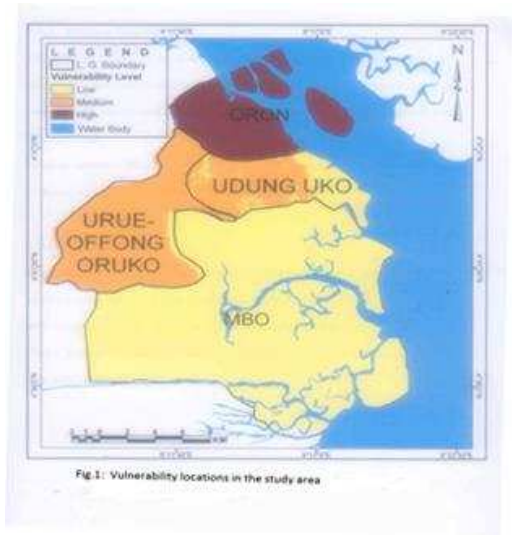 L E G E N D
L. G. Boundary
Vulnerability Level
Low
Medium
High
Water Body
N
ORON
UDUNG UKO
URUE-
OFFONG
ORUKO
MBO
Fig.1: Vulnerability locations in the study area